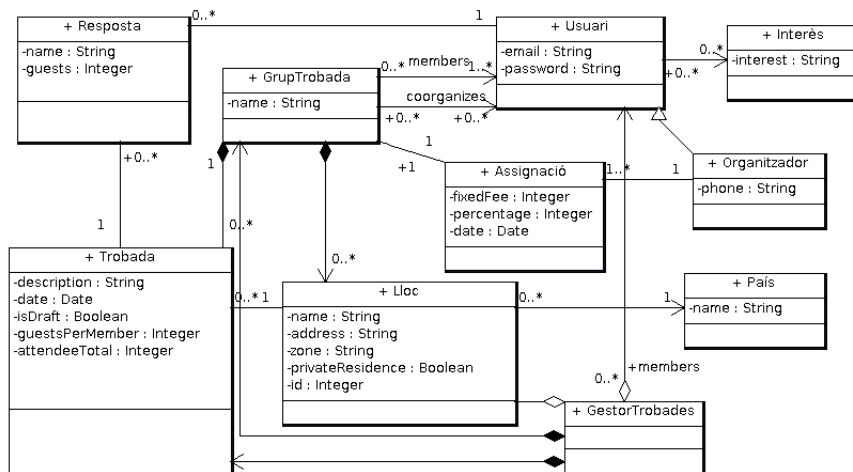 + Resposta
-name : String
-guests : Integer
0..*
1
+ Usuari
-email : String
-password : String
0..*
+0..*
+ Interès
-interest : String
+ GrupTrobada
-name : String
0..*
members
1..*
coorganizes
+0..*
+0..*
1
+1
+0..*
1
1
0..*
+ Assignació
-fixedFee : Integer
-percentage : Integer
-date : Date
1..*
1
+ Organitzador
-phone : String
+ Trobada
-description : String
-date : Date
-isDraft : Boolean
-guestsPerMember : Integer
-attendeeTotal : Integer
0..*
0..*
1
+ Lloc
-name : String
-address : String
-zone : String
-privateResidence : Boolean
-id : Integer
0..*
1
+ País
-name : String
+members
0..*
+ GestorTrobades